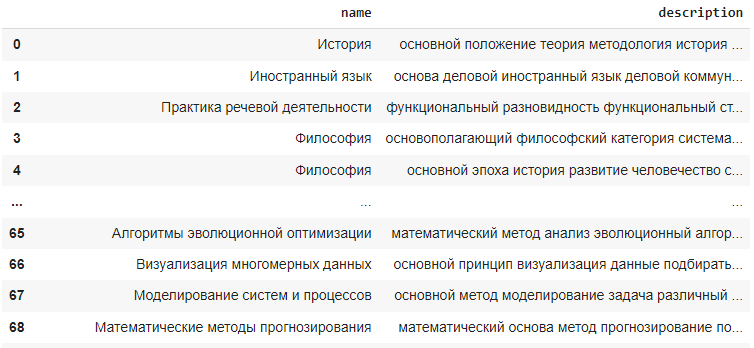 name description
0 История основной положение теория методология история ...
1 Иностранный язык основа деловой иностранный язык деловой коммун...
2 Практика речевой деятельности функциональный разновидность функциональный ст...
3 Философия основополагающий философский категория система...
4 Философия основной эпоха история развитие человечество с...
... ... ...
65 Алгоритмы эволюционной оптимизации математический метод анализ эволюционный алгор...
66 Визуализация многомерных данных основной принцип визуализация данные подбирать...
67 Моделирование систем и процессов основной метод моделирование задача различный ...
68 Математические методы прогнозирования математический основа метод прогнозирование по...